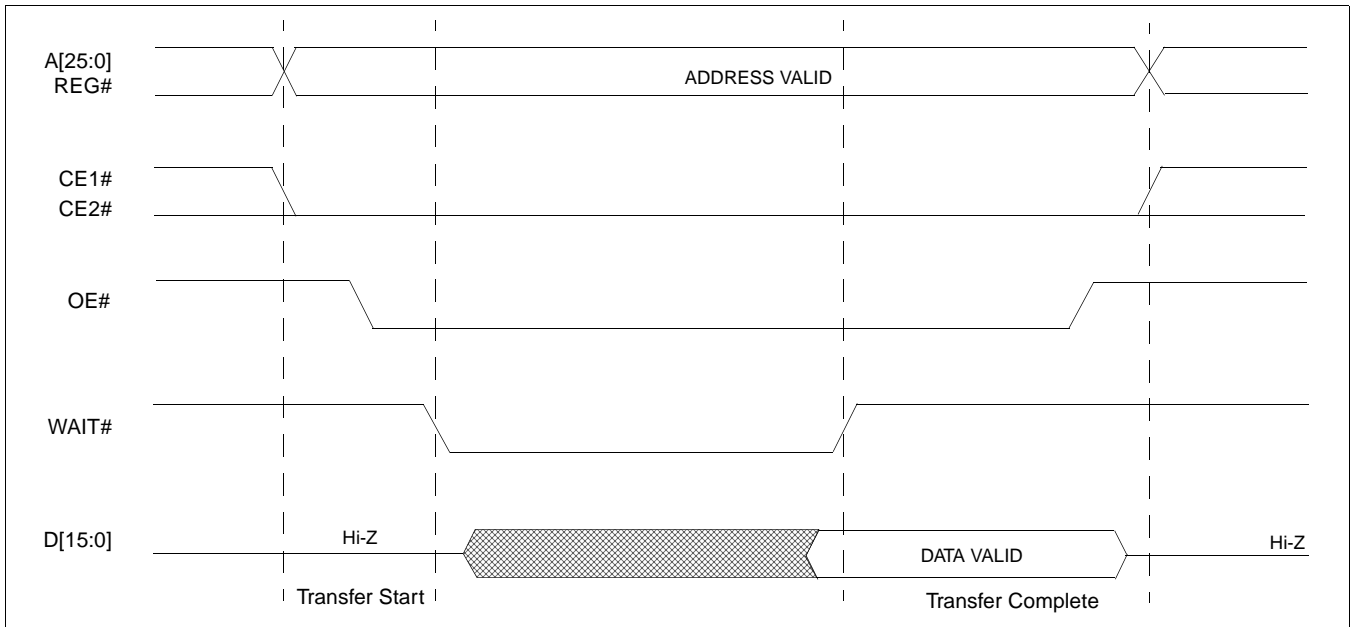 A[25:0]
REG#
ADDRESS VALID
CE1#
CE2#
OE#
WAIT#
D[15:0]
Hi-Z
DATA VALID
Hi-Z
Transfer Start
Transfer Complete